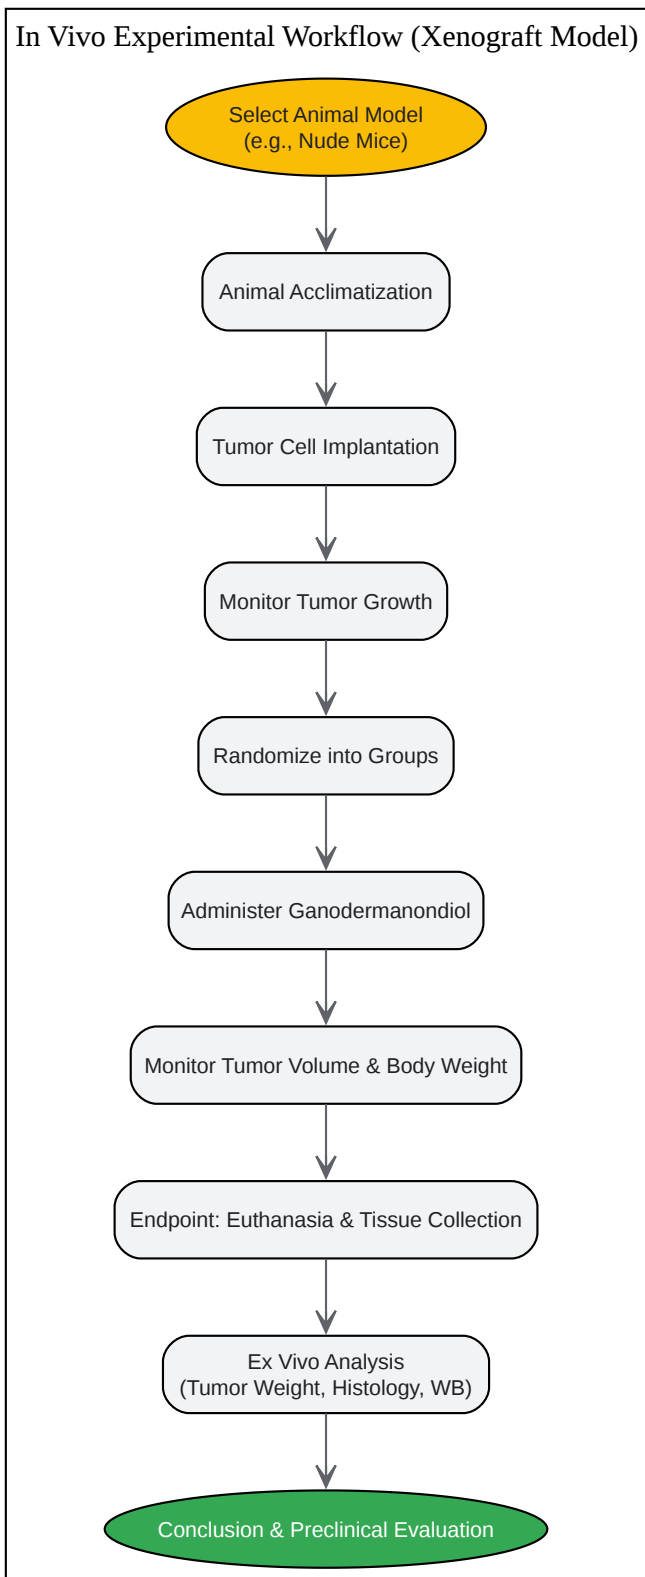 In Vivo Experimental Workflow (Xenograft Model)
Select Animal Model
(e.g., Nude Mice)
Animal Acclimatization
Tumor Cell Implantation
Monitor Tumor Growth
Randomize into Groups
Administer Ganodermanondiol
Monitor Tumor Volume & Body Weight
Endpoint: Euthanasia & Tissue Collection
Ex Vivo Analysis
(Tumor Weight, Histology, WB)
Conclusion & Preclinical Evaluation